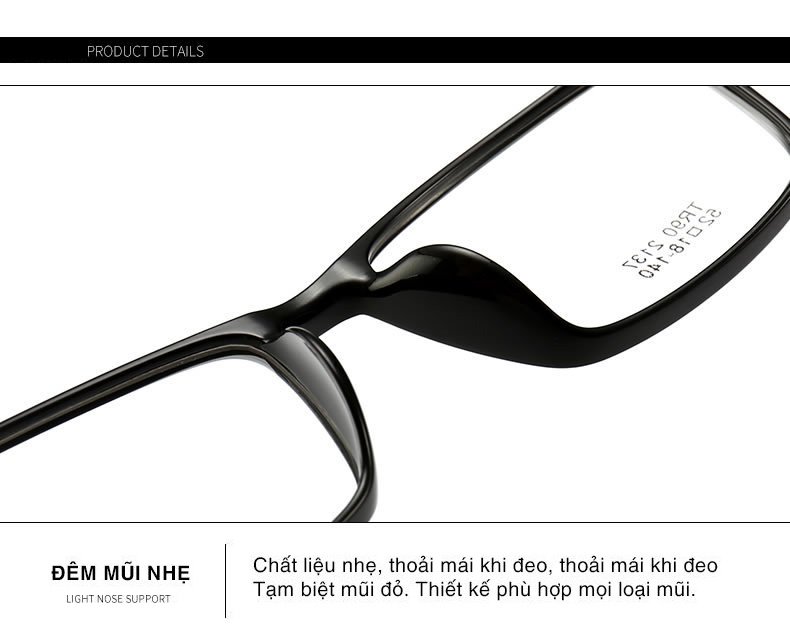 PRODUCT DETAILS
TR90 2137
52□18-140
ĐÊM MŨI NHẸ
LIGHT NOSE SUPPORT
Chất liệu nhẹ, thoải mái khi đeo, thoải mái khi đeo
Tạm biệt mũi đỏ. Thiết kế phù hợp mọi loại mũi.